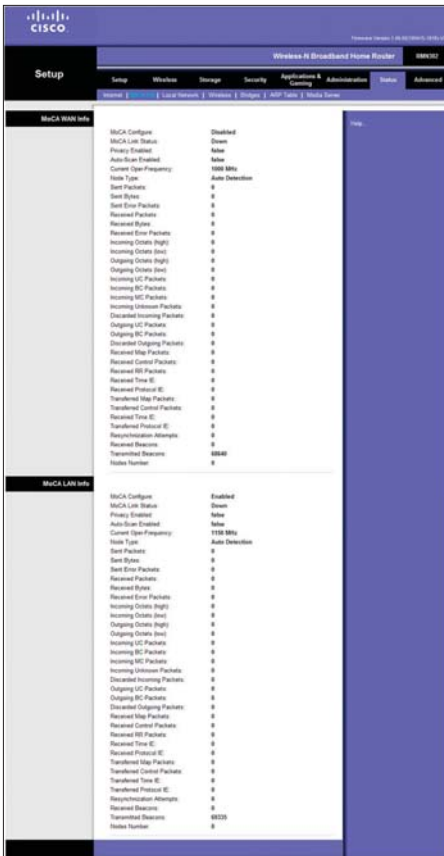 CISCO
Wireless-N Broadband Home Router
Setup
Setup Wireless Storage Security Applications & Gaming Administration Status Advanced
Internet | | Local Network | Wireless | Bridges | ARP Table | Media Server
MoCA WAN Info
Help...
MoCA Configure: Disabled
MoCA Link Status: Down
Privacy Enabled: false
Auto-Scan Enabled: false
Current Oper-Frequency: 1000 MHz
Node Type: Auto Detection
Sent Packets: 0
Sent Bytes: 0
Sent Error Packets: 0
Received Packets: 0
Received Bytes: 0
Received Error Packets: 0
Incoming Octets (high): 0
Incoming Octets (low): 0
Outgoing Octets (high): 0
Outgoing Octets (low): 0
Incoming UC Packets: 0
Incoming BC Packets: 0
Incoming MC Packets: 0
Incoming Unknown Packets: 0
Discarded Incoming Packets: 0
Outgoing UC Packets: 0
Outgoing BC Packets: 0
Discarded Outgoing Packets: 0
Received Map Packets: 0
Received Control Packets: 0
Received RR Packets: 0
Received Time IE: 0
Received Protocol IE: 0
Transferred Map Packets: 0
Transferred Control Packets: 0
Received Time IE: 0
Transferred Protocol IE: 0
Resynchronization Attempts: 0
Received Beacons: 0
Transmitted Beacons: 68640
Nodes Number: 0
MoCA LAN Info
MoCA Configure: Enabled
MoCA Link Status: Down
Privacy Enabled: false
Auto-Scan Enabled: false
Current Oper-Frequency: 1150 MHz
Node Type: Auto Detection
Sent Packets: 0
Sent Bytes: 0
Sent Error Packets: 0
Received Packets: 0
Received Bytes: 0
Received Error Packets: 0
Incoming Octets (high): 0
Incoming Octets (low): 0
Outgoing Octets (high): 0
Outgoing Octets (low): 0
Incoming UC Packets: 0
Incoming BC Packets: 0
Incoming MC Packets: 0
Incoming Unknown Packets: 0
Discarded Incoming Packets: 0
Outgoing UC Packets: 0
Outgoing BC Packets: 0
Discarded Outgoing Packets: 0
Received Map Packets: 0
Received Control Packets: 0
Received RR Packets: 0
Received Time IE: 0
Received Protocol IE: 0
Transferred Map Packets: 0
Transferred Control Packets: 0
Transferred Time IE: 0
Transferred Protocol IE: 0
Resynchronization Attempts: 0
Received Beacons: 0
Transmitted Beacons: 68335
Nodes Number: 0